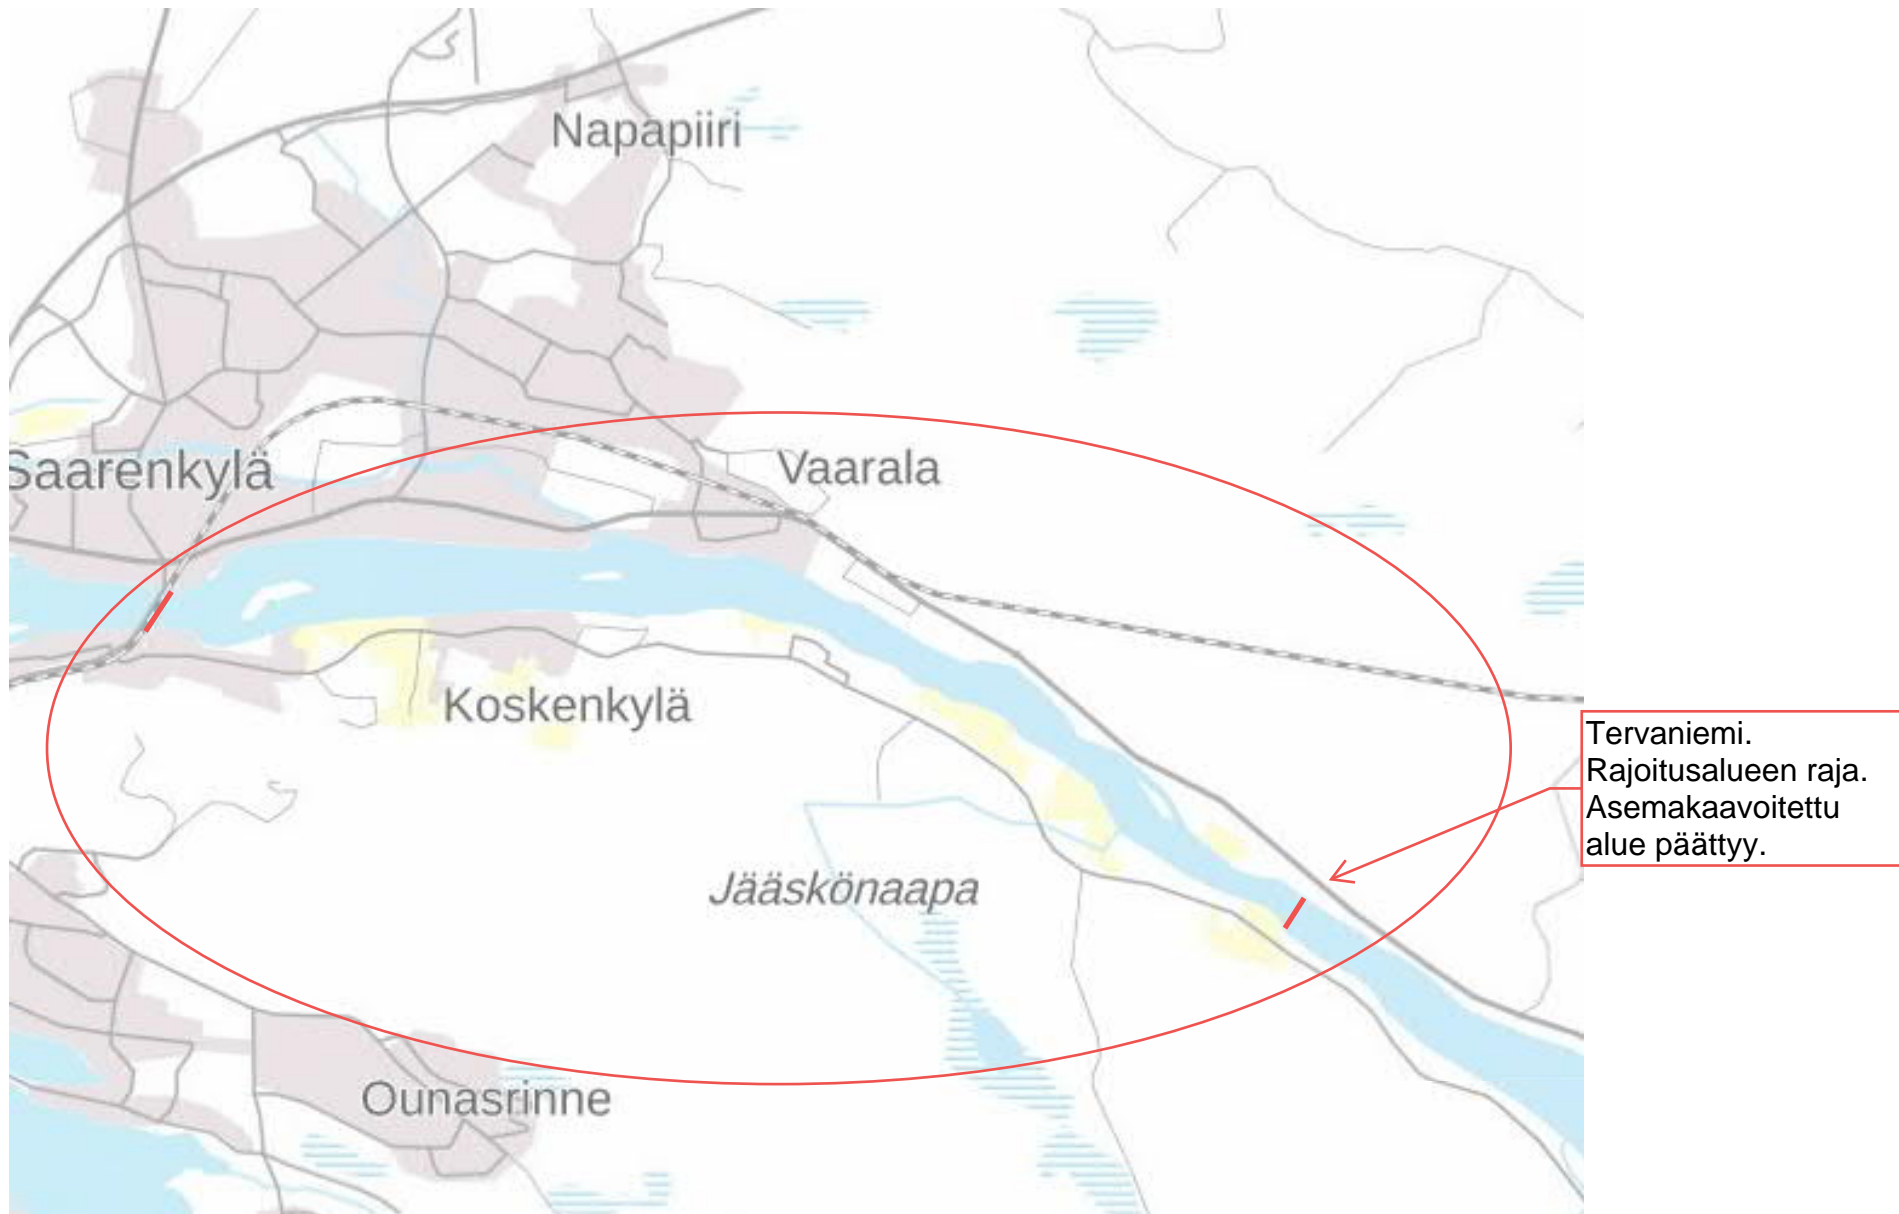 Napapiiri
Saarenkylä
Vaarala
Koskenkylä
Tervaniemi.
Rajoitusalueen raja.
Asemakaavoitettu
alue päättyy.
Jääskönaapa
Ounasrinne